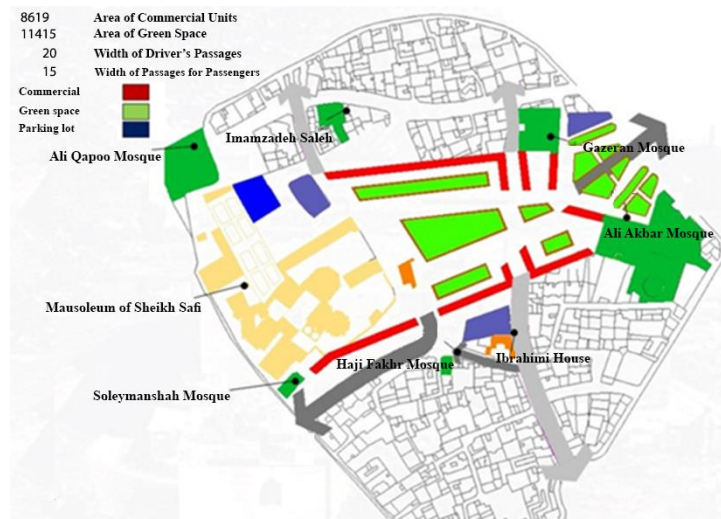 8619 Area of Commercial Units
11415 Area of Green Space
20 Width of Driver's Passages
15 Width of Passages for Passengers
Commercial
Green space
Parking lot
Imamzadeh Saleh
Ali Qapoo Mosque
Gazeran Mosque
Ali Akbar Mosque
Mausoleum of Sheikh Safi
Haji Fakhr Mosque
Ibrahimi House
Soleymanshah Mosque